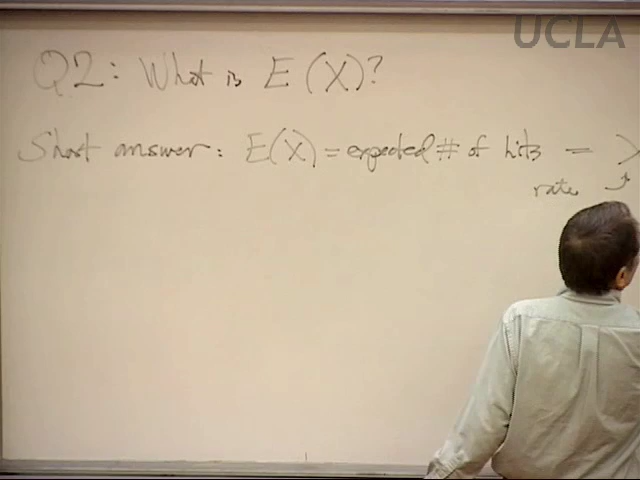 UCLA
Q2: What is E(X)?
Short answer: E(X) = expected # of hits = λ
rate